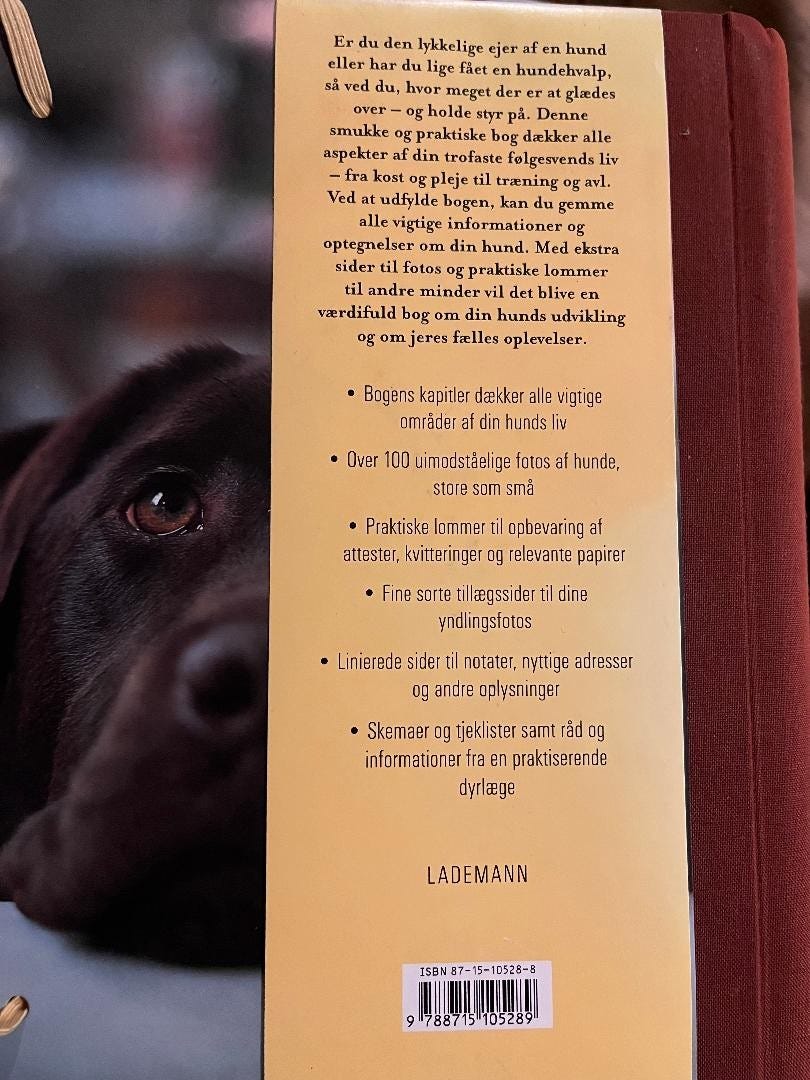 Er du den lykkelige ejer af en hund
eller har du lige fået en hundehvalp,
så ved du, hvor meget der er at glædes
over – og holde styr på. Denne
smukke og praktiske bog dækker alle
aspekter af din trofaste følgesvends liv
– fra kost og pleje til træning og avl.
Ved at udfylde bogen, kan du gemme
alle vigtige informationer og
optegnelser om din hund. Med ekstra
sider til fotos og praktiske lommer
til andre minder vil det blive en
værdifuld bog om din hunds udvikling
og om jeres fælles oplevelser.
• Bogens kapitler dækker alle vigtige
områder af din hunds liv
• Over 100 uimodståelige fotos af hunde,
store som små
• Praktiske lommer til opbevaring af
attester, kvitteringer og relevante papirer
• Fine sorte tillægssider til dine
yndlingsfotos
• Linierede sider til notater, nyttige adresser
og andre oplysninger
• Skemaer og tjeklister samt råd og
informationer fra en praktiserende
dyrlæge
LADEMANN
ISBN 87-15-10528-8
9 788715 105289